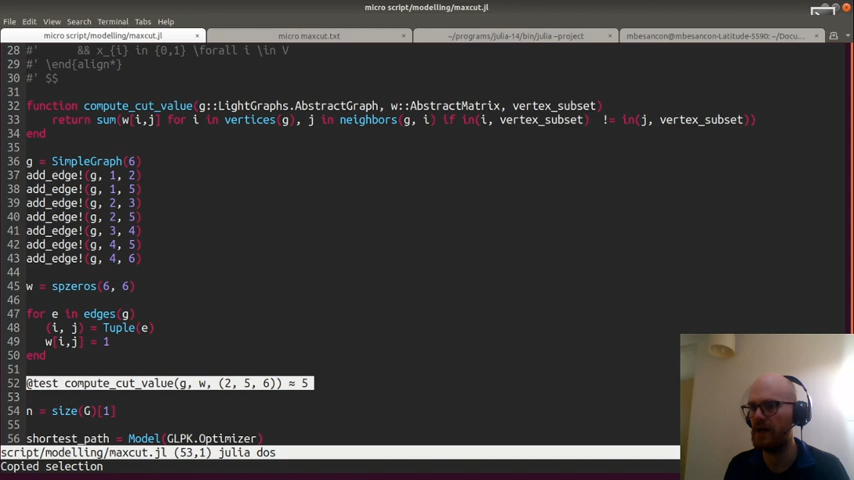 micro script/modelling/maxcut.jl
File Edit View Search Terminal Tabs Help
micro script/modelling/maxcut.jl × micro maxcut.txt × ~/programs/julia-14/bin/julia –project × mbesancon@mbesancon-Latitude-5590: ~/Docu... ×
28 #' && x_{i} in {0,1} \forall i \in V
29 #' \end{align*}
30 #' $$
31
32 function compute_cut_value(g::LightGraphs.AbstractGraph, w::AbstractMatrix, vertex_subset)
33 return sum(w[i,j] for i in vertices(g), j in neighbors(g, i) if in(i, vertex_subset) != in(j, vertex_subset))
34 end
35
36 g = SimpleGraph(6)
37 add_edge!(g, 1, 2)
38 add_edge!(g, 1, 5)
39 add_edge!(g, 2, 3)
40 add_edge!(g, 2, 5)
41 add_edge!(g, 3, 4)
42 add_edge!(g, 4, 5)
43 add_edge!(g, 4, 6)
44
45 w = spzeros(6, 6)
46
47 for e in edges(g)
48 (i, j) = Tuple(e)
49 w[i,j] = 1
50 end
51
52 @test compute_cut_value(g, w, (2, 5, 6)) ≈ 5
53
54 n = size(G)[1]
55
56 shortest_path = Model(GLPK.Optimizer)
script/modelling/maxcut.jl (53,1) julia dos
Copied selection